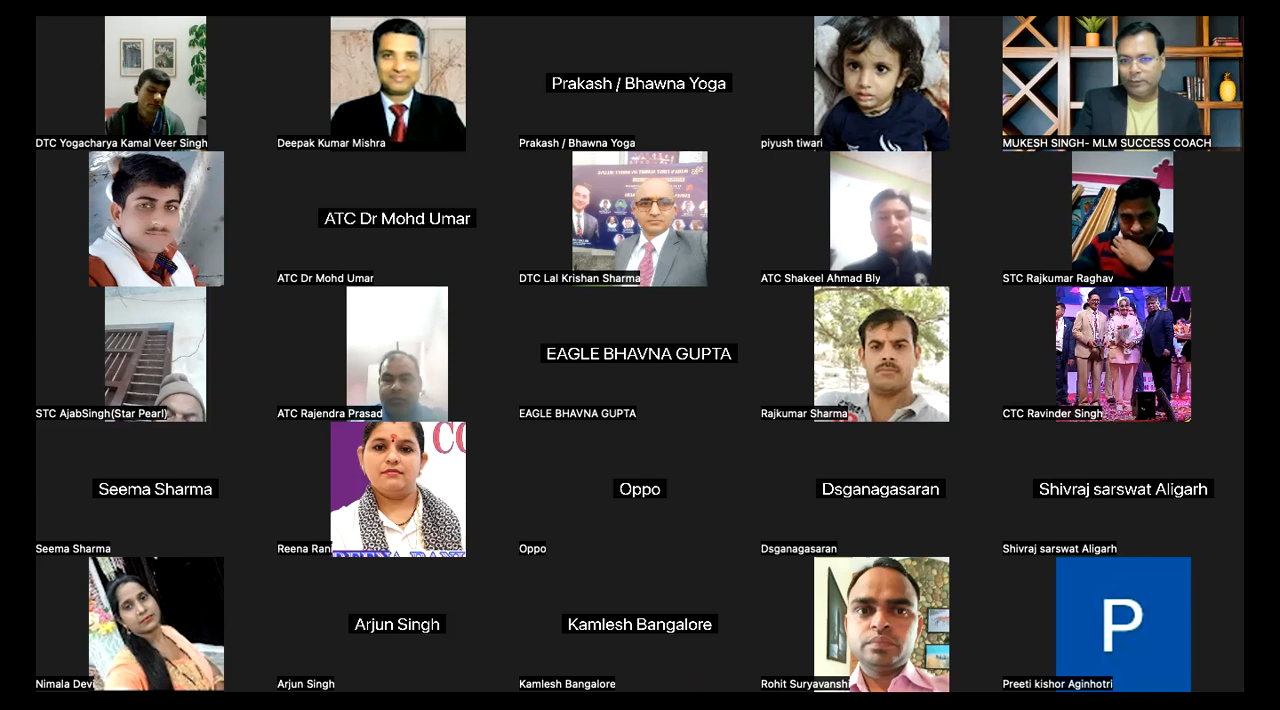 DTC Yogacharya Kamal Veer Singh
Deepak Kumar Mishra
Prakash / Bhawna Yoga
Prakash / Bhawna Yoga
piyush tiwari
MUKESH SINGH- MLM SUCCESS COACH
ATC Dr Mohd Umar
ATC Dr Mohd Umar
DTC Lal Krishan Sharma
ATC Shakeel Ahmad Bly
STC Rajkumar Raghav
STC AjabSingh(Star Pearl)
ATC Rajendra Prasad
EAGLE BHAVNA GUPTA
EAGLE BHAVNA GUPTA
Rajkumar Sharma
CTC Ravinder Singh
Seema Sharma
Seema Sharma
CO
Reena Rani
REENA RANI
Oppo
Oppo
Dsganagasaran
Dsganagasaran
Shivraj sarswat Aligarh
Shivraj sarswat Aligarh
Nimala Devi
Arjun Singh
Arjun Singh
Kamlesh Bangalore
Kamlesh Bangalore
Rohit Suryavanshi
P
Preeti kishor Aginhotri